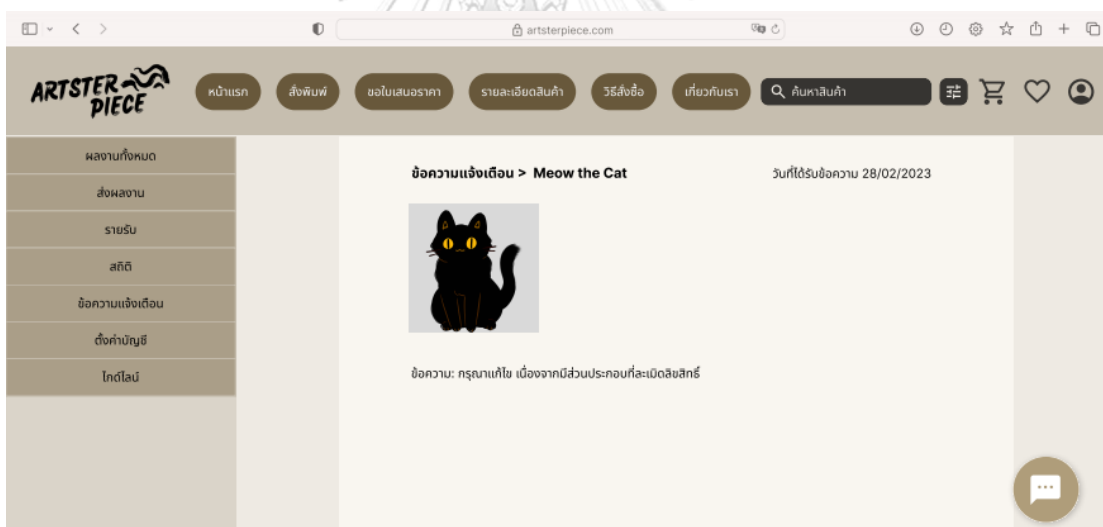 artsterpiece.com
ARTSTER
PIECE
หน้าแรก
สั่งพิมพ์
ขอใบเสนอราคา
รายละเอียดสินค้า
วิธีสั่งซื้อ
เกี่ยวกับเรา
ค้นหาสินค้า
ผลงานทั้งหมด
ส่งผลงาน
รายรับ
สถิติ
ข้อความแจ้งเตือน
ตั้งค่าบัญชี
ไกด์ไลน์
ข้อความแจ้งเตือน > Meow the Cat
วันที่ได้รับข้อความ 28/02/2023
ข้อความ: กรุณาแก้ไข เนื่องจากมีส่วนประกอบที่ละเมิดลิขสิทธิ์